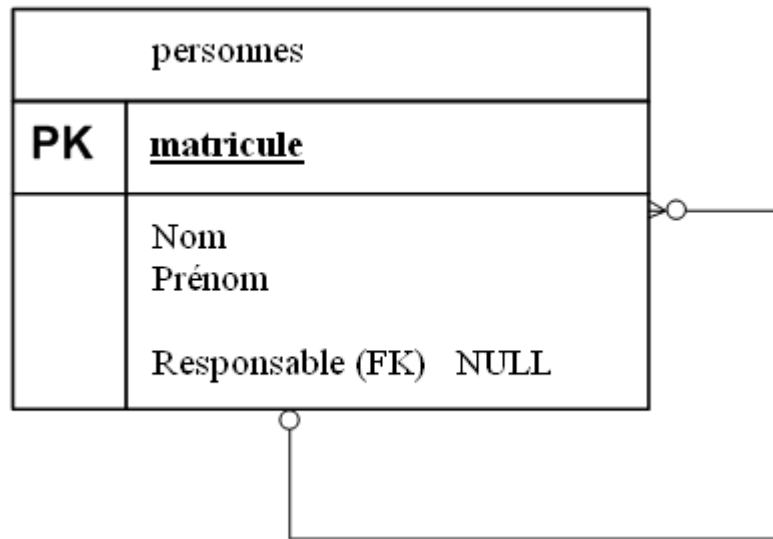 personnes
PK matricule
Nom
Prénom
Responsable (FK) NULL